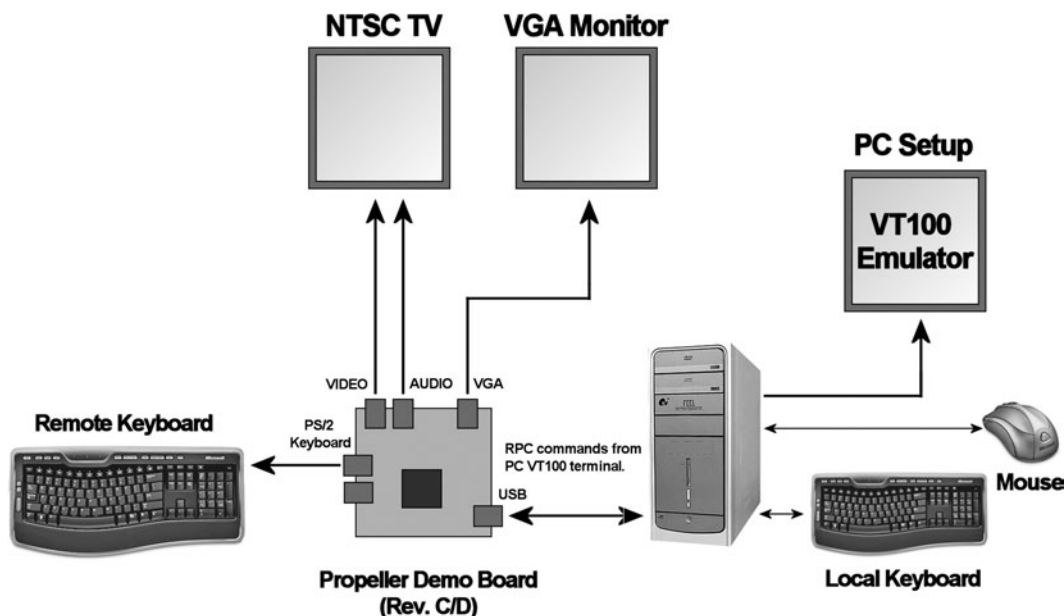 NTSC TV
VGA Monitor
PC Setup
VT100
Emulator
VIDEO
AUDIO
VGA
Remote Keyboard
PS/2
Keyboard
RPC commands from
PC VT100 terminal.
USB
Mouse
Propeller Demo Board
(Rev. C/D)
Local Keyboard